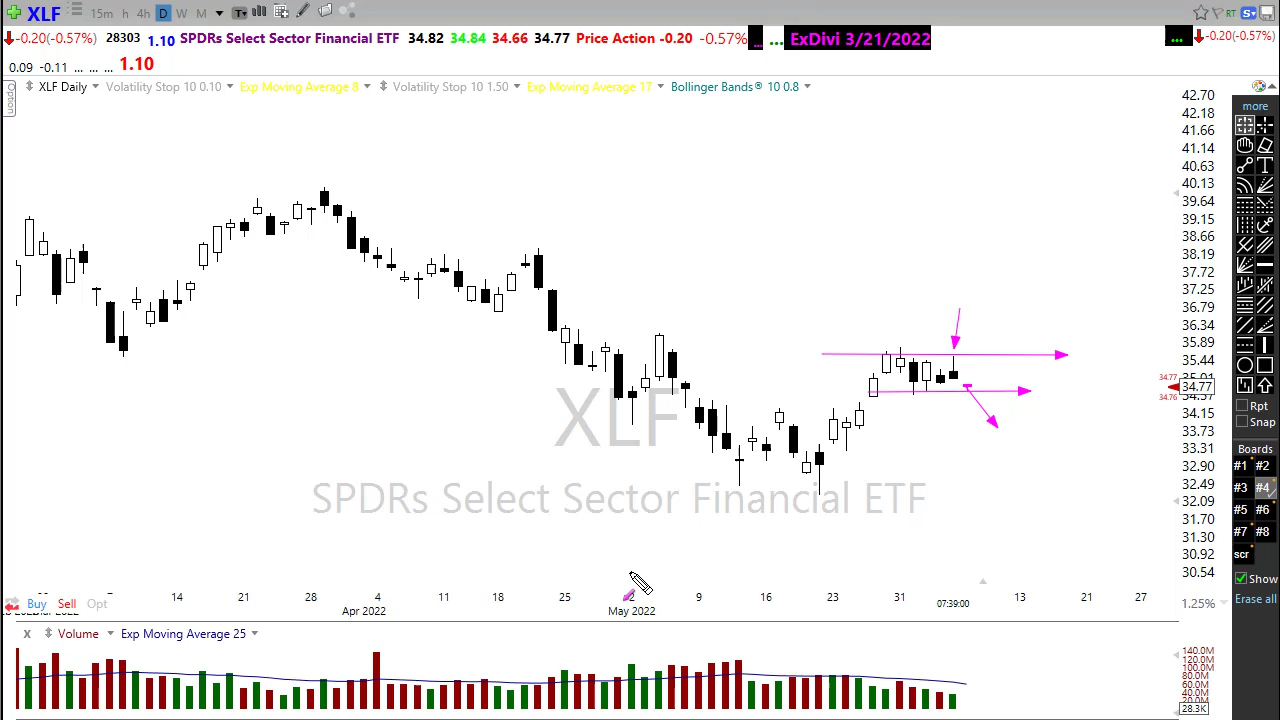 XLF 15m h 4h D W M T
-0.20(-0.57%) 28303 1.10 SPDRs Select Sector Financial ETF 34.82 34.84 34.66 34.77 Price Action -0.20 -0.57% ... ... ExDivi 3/21/2022 ... -0.20(-0.57%)
0.09 -0.11 ... ... ... 1.10
XLF Daily Volatility Stop 10 0.10 Exp Moving Average 8 Volatility Stop 10 1.50 Exp Moving Average 17 Bollinger Bands® 10 0.8
Option
more
42.70
42.18
41.66
41.14
40.63
40.13
39.64
39.15
38.66
38.19
37.72
37.25
36.79
36.34
35.89
35.44
34.77
34.77
34.76
34.15
33.73
33.31
32.90
32.49
32.09
31.70
31.30
30.92
30.54
XLF
SPDRs Select Sector Financial ETF
Rpt
Snap
Boards
#1 #2
#3 #4
#5 #6
#7 #8
scr
Show
Erase all
14 21 28 4 11 18 25 2 9 16 23 31 07:39:00 13 21 27
Apr 2022 May 2022
1.25%
Buy Sell Opt
X Volume Exp Moving Average 25
140.0M
120.0M
100.0M
80.0M
60.0M
40.0M
28.3K